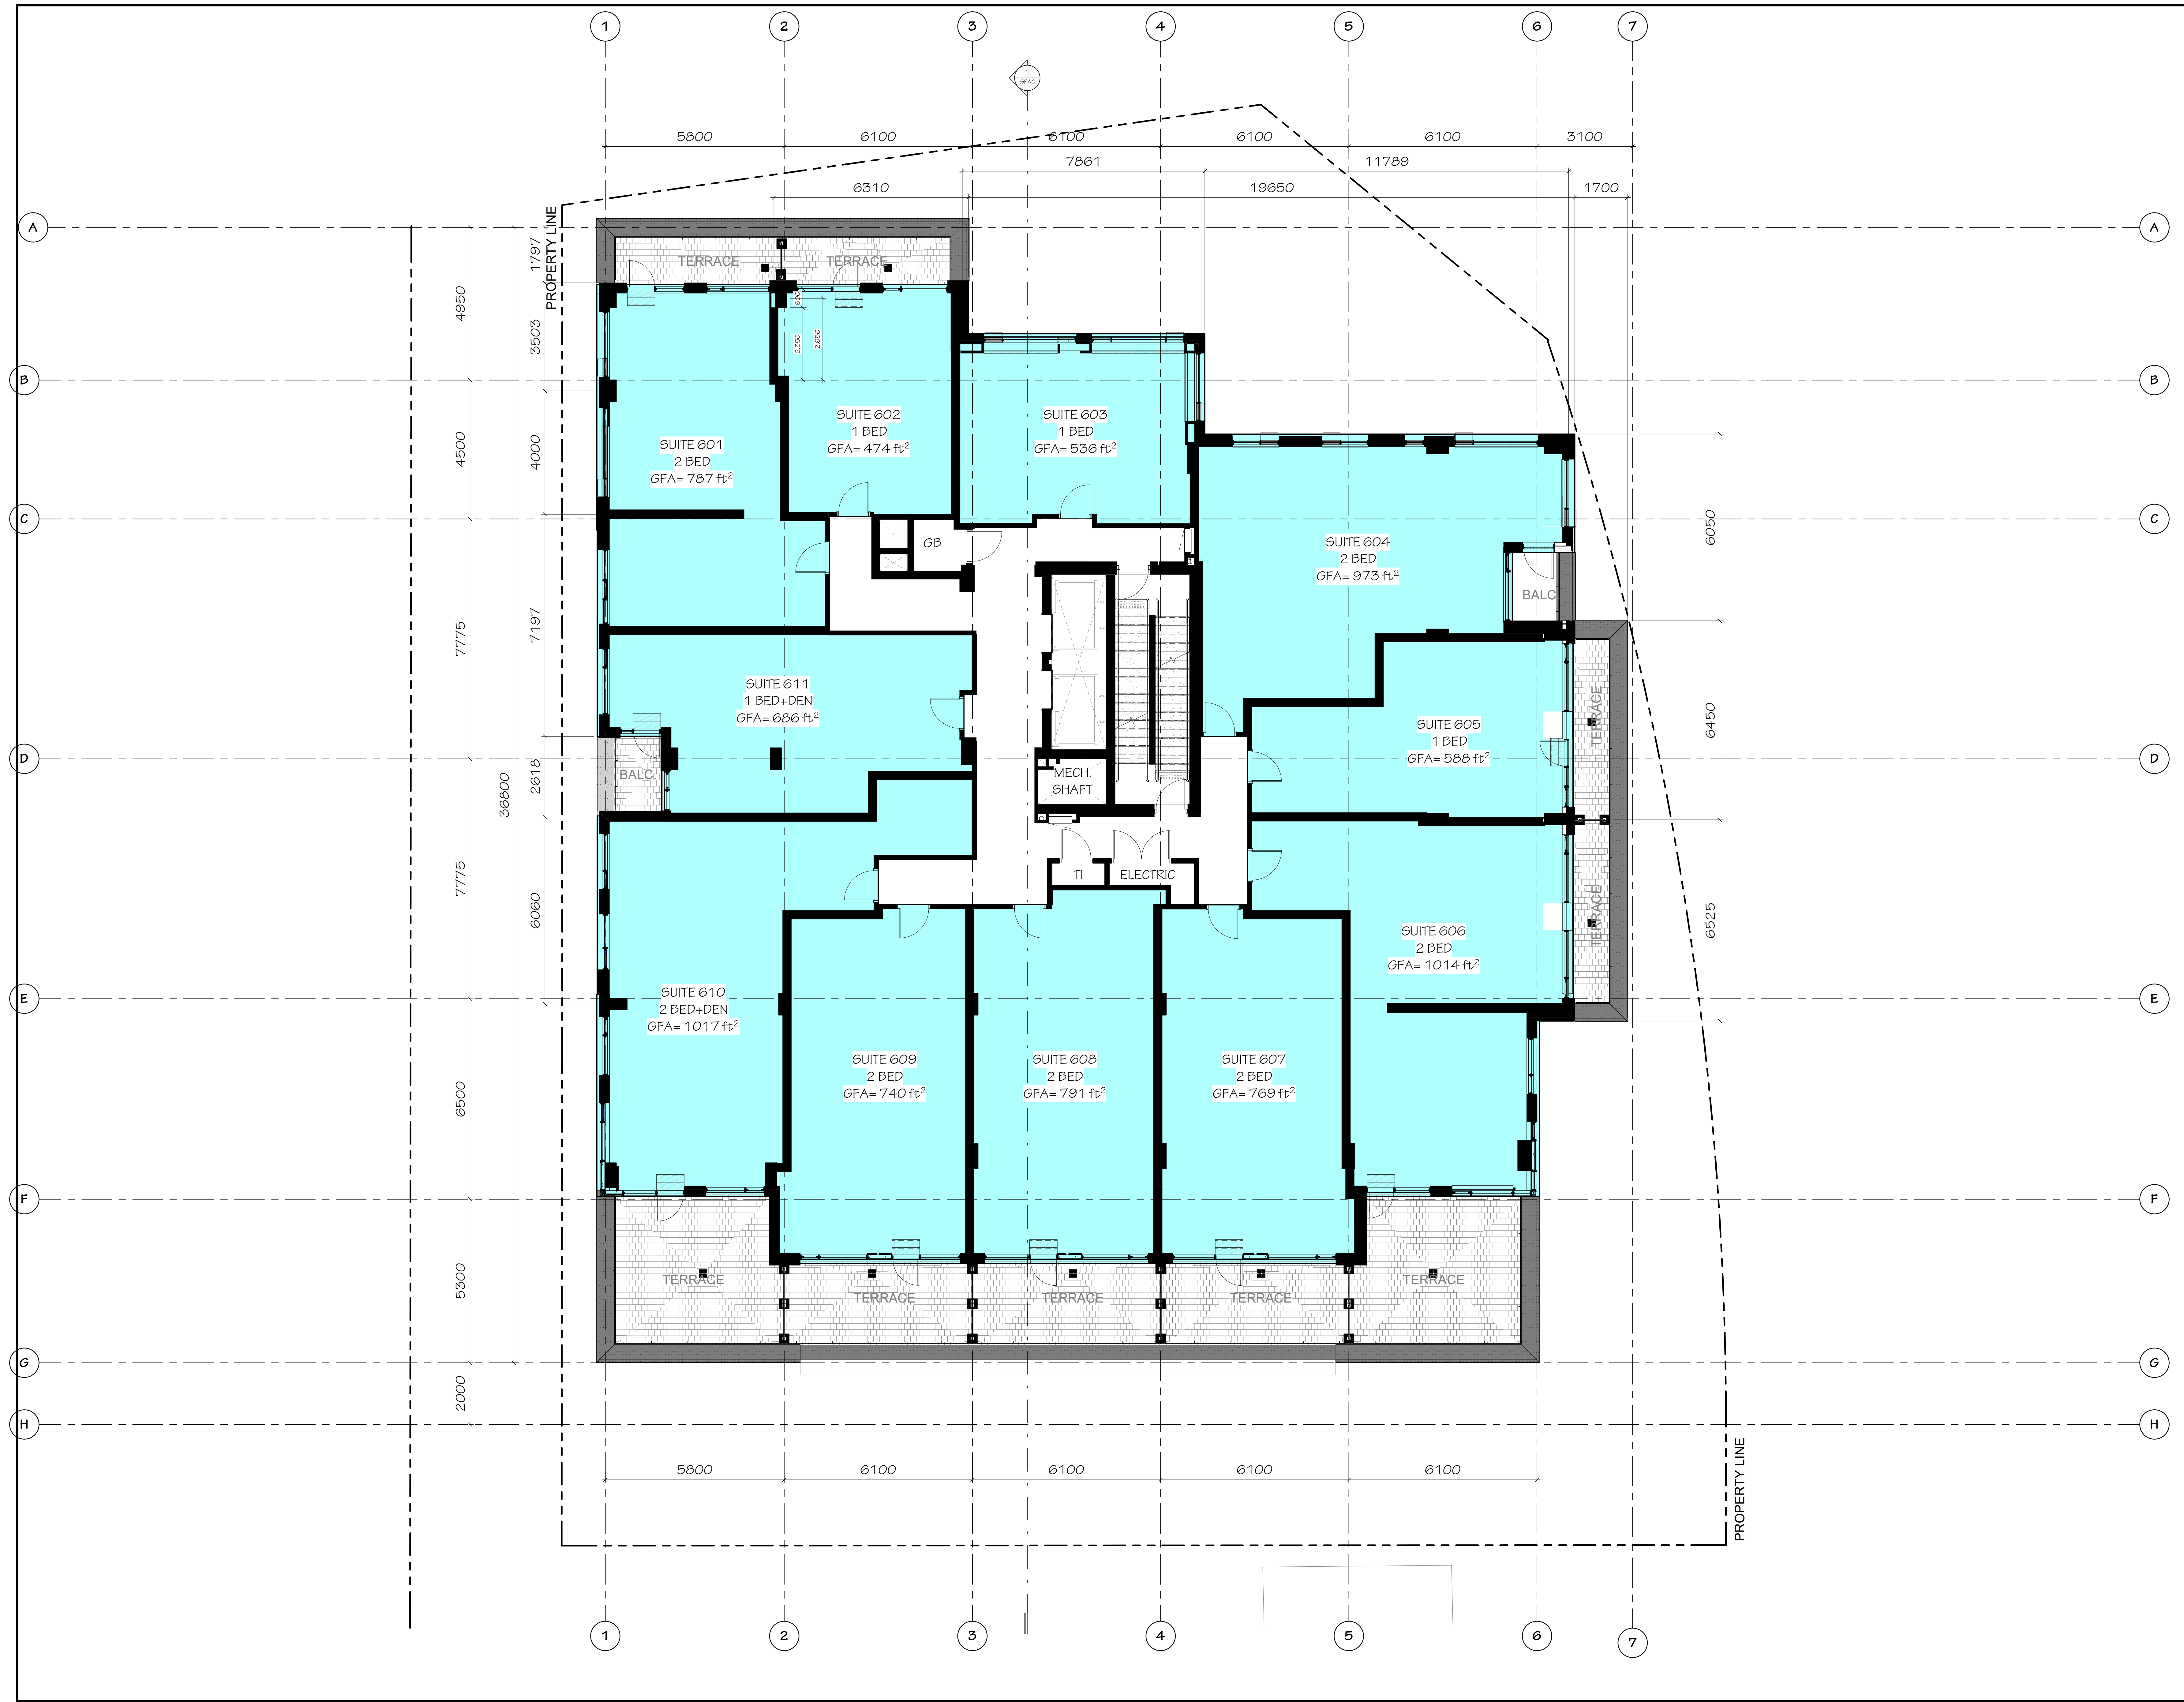 1 2 3 4 5 6 7
1
SPA0
5800 6100 6100 6100 6100 3100
7861 11789
6310 19650 1700
A A
PROPERTY LINE
1797
4950
TERRACE TERRACE
3503
600
2,350
2,650
B B
4500
4000
SUITE 601
2 BED
GFA= 787 ft²
SUITE 602
1 BED
GFA= 474 ft²
SUITE 603
1 BED
GFA= 536 ft²
C C
GB
SUITE 604
2 BED
GFA= 973 ft²
6050
BALC
7775
7197
SUITE 611
1 BED+DEN
GFA= 686 ft²
SUITE 605
1 BED
GFA= 588 ft²
TERRACE
6450
D D
BALC.
2618
36800
MECH.
SHAFT
7775
6060
TI
ELECTRIC
TERRACE
6525
SUITE 606
2 BED
GFA= 1014 ft²
E E
SUITE 610
2 BED+DEN
GFA= 1017 ft²
SUITE 609
2 BED
GFA= 740 ft²
SUITE 608
2 BED
GFA= 791 ft²
SUITE 607
2 BED
GFA= 769 ft²
6500
F F
5300
TERRACE TERRACE TERRACE TERRACE TERRACE
G G
2000
H H
5800 6100 6100 6100 6100
PROPERTY LINE
1 2 3 4 5 6 7